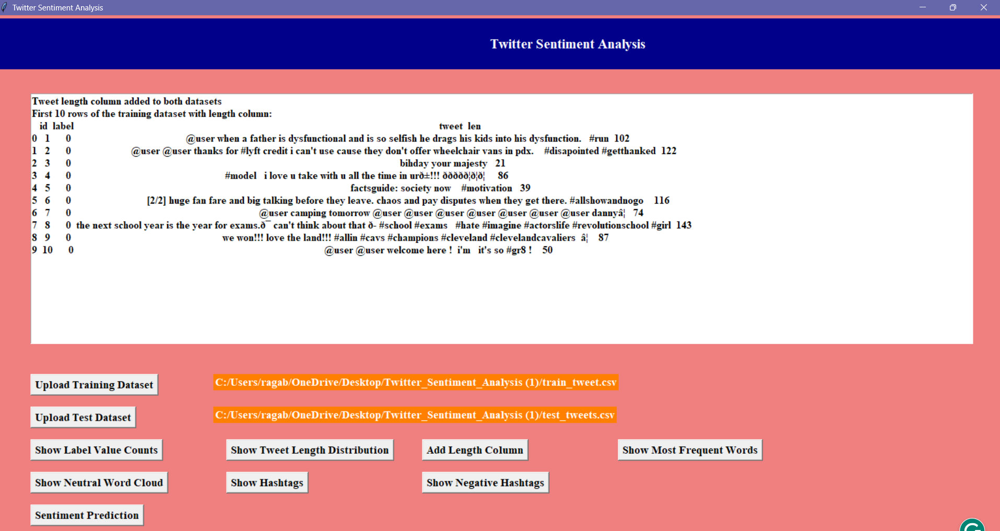 Twitter Sentiment Analysis
Twitter Sentiment Analysis
Tweet length column added to both datasets
First 10 rows of the training dataset with length column:
id label tweet len
0 1 0 @user when a father is dysfunctional and is so selfish he drags his kids into his dysfunction. #run 102
1 2 0 @user @user thanks for #lyft credit i can't use cause they don't offer wheelchair vans in pdx. #disapointed #getthanked 122
2 3 0 bihday your majesty 21
3 4 0 #model i love u take with u all the time in urð±!!! ððððð¦ð¦ð¦ 86
4 5 0 factsguide: society now #motivation 39
5 6 0 [2/2] huge fan fare and big talking before they leave. chaos and pay disputes when they get there. #allshowandnogo 116
6 7 0 @user camping tomorrow @user @user @user @user @user @user @user dannyâ¦ 74
7 8 0 the next school year is the year for exams.ð¯ can't think about that ð- #school #exams #hate #imagine #actorslife #revolutionschool #girl 143
8 9 0 we won!!! love the land!!! #allin #cavs #champions #cleveland #clevelandcavaliers â¦ 87
9 10 0 @user @user welcome here ! i'm it's so #gr8 ! 50
Upload Training Dataset C:/Users/ragab/OneDrive/Desktop/Twitter_Sentiment_Analysis (1)/train_tweet.csv
Upload Test Dataset C:/Users/ragab/OneDrive/Desktop/Twitter_Sentiment_Analysis (1)/test_tweets.csv
Show Label Value Counts Show Tweet Length Distribution Add Length Column Show Most Frequent Words
Show Neutral Word Cloud Show Hashtags Show Negative Hashtags
Sentiment Prediction